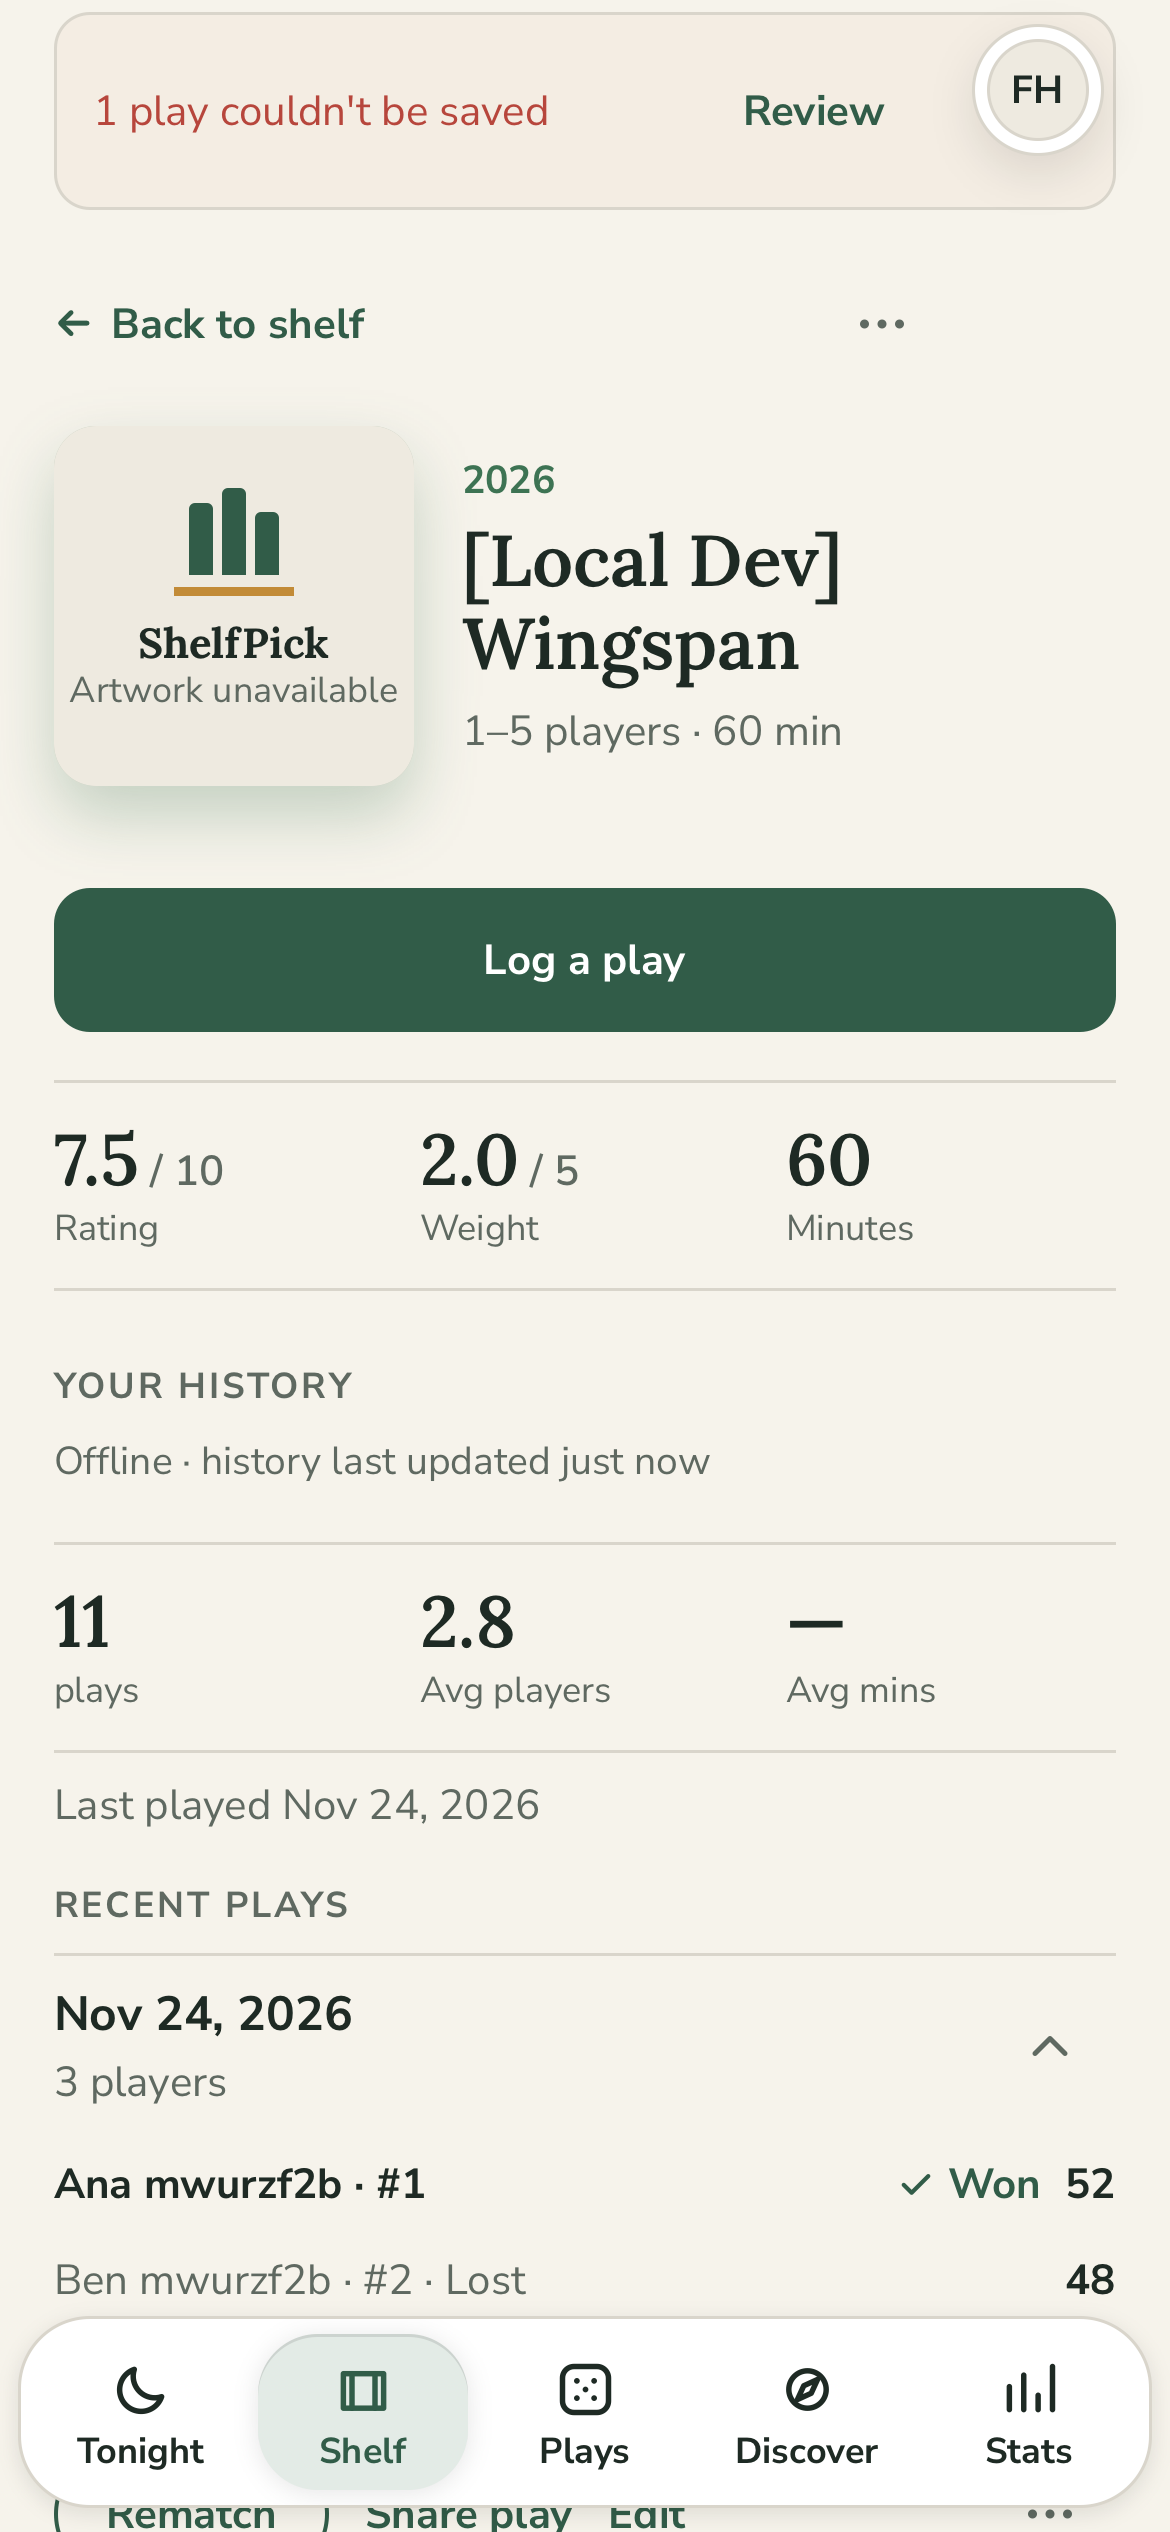 1 play couldn't be saved
Review
FH
Back to shelf
ShelfPick
Artwork unavailable
2026
[Local Dev]
Wingspan
1–5 players · 60 min
Log a play
7.5 / 10
Rating
2.0 / 5
Weight
60
Minutes
YOUR HISTORY
Offline · history last updated just now
11
plays
2.8
Avg players
—
Avg mins
Last played Nov 24, 2026
RECENT PLAYS
Nov 24, 2026
3 players
Ana mwurzf2b · #1
Won 52
Ben mwurzf2b · #2 · Lost
48
Tonight
Shelf
Plays
Discover
Stats
Rematch
Share play
Edit